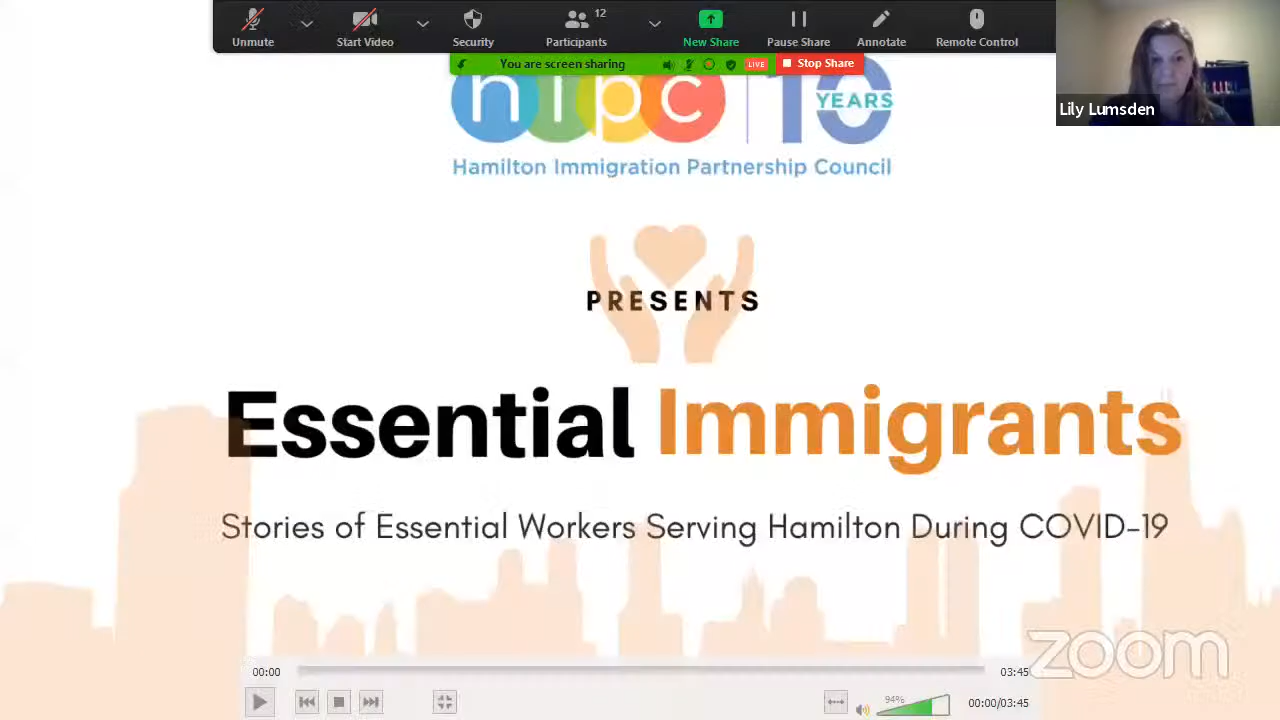 12
Unmute Start Video Security Participants New Share Pause Share Annotate Remote Control
You are screen sharing LIVE Stop Share
Lily Lumsden
hipc 10 YEARS
Hamilton Immigration Partnership Council
PRESENTS
Essential Immigrants
Stories of Essential Workers Serving Hamilton During COVID-19
zoom
00:00 03:45
94% 00:00/03:45